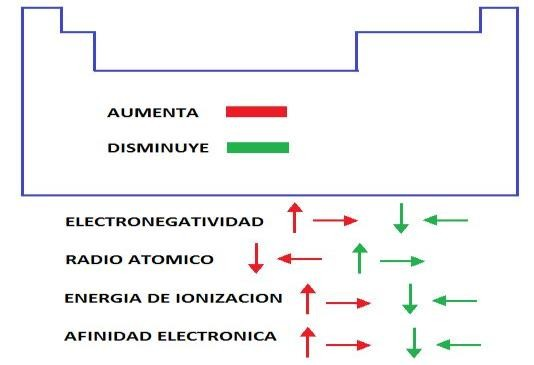 AUMENTA
DISMINUYE
ELECTRONEGATIVIDAD
RADIO ATOMICO
ENERGIA DE IONIZACION
AFINIDAD ELECTRONICA